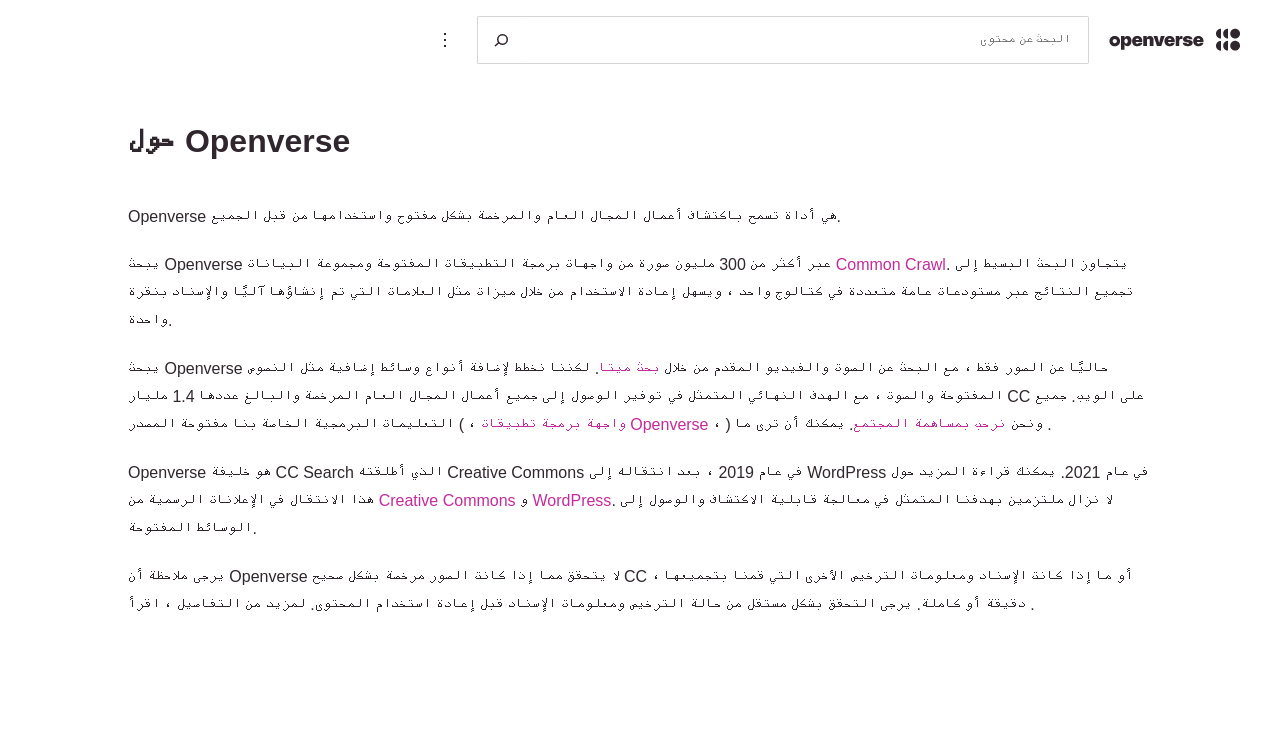 openverse
البحث عن محتوى
حول Openverse
Openverse هي أداة تسمح باكتشاف أعمال المجال العام والمرخصة بشكل مفتوح واستخدامها من قبل الجميع.
يبحث Openverse عبر أكثر من 300 مليون صورة من واجهات برمجة التطبيقات المفتوحة ومجموعة البيانات Common Crawl. يتجاوز البحث البسيط إلى
تجميع النتائج عبر مستودعات عامة متعددة في كتالوج واحد ، ويسهل إعادة الاستخدام من خلال ميزات مثل العلامات التي تم إنشاؤها آليًا والإسناد بنقرة
واحدة.
يبحث Openverse حاليًا عن الصور فقط ، مع البحث عن الصوت والفيديو المقدم من خلال بحث ميتا. لكننا نخطط لإضافة أنواع وسائط إضافية مثل النصوص
المفتوحة والصوت ، مع الهدف النهائي المتمثل في توفير الوصول إلى جميع أعمال المجال العام المرخصة والبالغ عددها 1.4 مليار CC على الويب. جميع
التعليمات البرمجية الخاصة بنا مفتوحة المصدر ( ، واجهة برمجة تطبيقات Openverse ، ) ونحن نرحب بمساهمة المجتمع. يمكنك أن ترى ما .
Openverse هو خليفة CC Search الذي أطلقته Creative Commons في عام 2019 ، بعد انتقاله إلى WordPress في عام 2021. يمكنك قراءة المزيد حول
هذا الانتقال في الإعلانات الرسمية من Creative Commons و WordPress. لا نزال ملتزمين بهدفنا المتمثل في معالجة قابلية الاكتشاف والوصول إلى
الوسائط المفتوحة.
يرجى ملاحظة أن Openverse لا يتحقق مما إذا كانت الصور مرخصة بشكل صحيح CC ، أو ما إذا كانت الإسناد ومعلومات الترخيص الأخرى التي قمنا بتجميعها
دقيقة أو كاملة. يرجى التحقق بشكل مستقل من حالة الترخيص ومعلومات الإسناد قبل إعادة استخدام المحتوى. لمزيد من التفاصيل ، اقرأ .